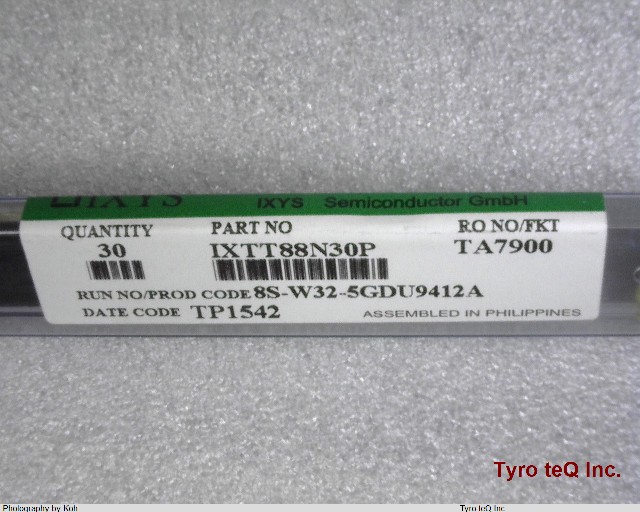 IXYS IXYS Semiconductor GmbH
QUANTITY PART NO R.O NO/FKT
30 IXTT88N30P TA7900
RUN NO/PROD CODE 8S-W32-5GDU9412A
DATE CODE TP1542 ASSEMBLED IN PHILIPPINES
Tyro teQ Inc.
Photography by Koh Tyro teQ Inc